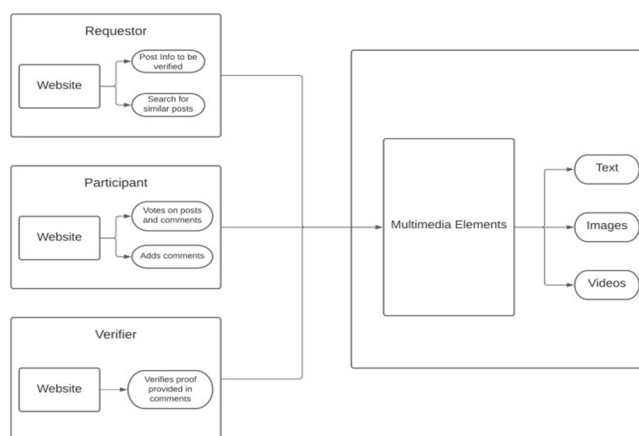 Requestor
Website
Post Info to be
verified
Search for
similar posts
Participant
Website
Votes on posts
and comments
Adds comments
Verifier
Website
Verifies proof
provided in
comments
Multimedia Elements
Text
Images
Videos